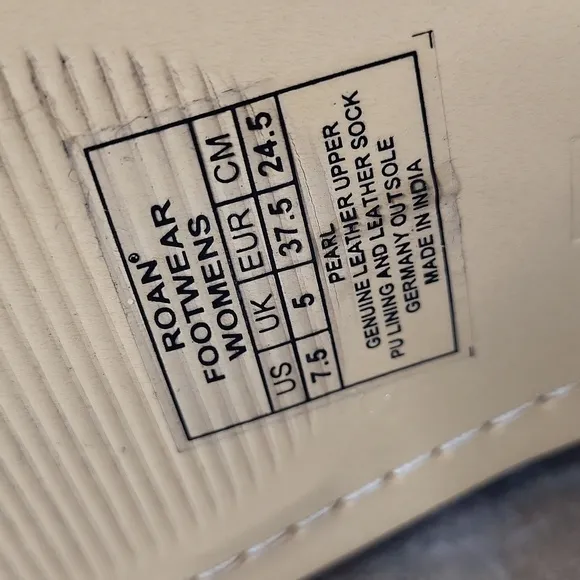 ROAN®
FOOTWEAR
WOMENS
US UK EUR CM
7.5 5 37.5 24.5
PEARL
GENUINE LEATHER UPPER
PU LINING AND LEATHER SOCK
GERMANY OUTSOLE
MADE IN INDIA